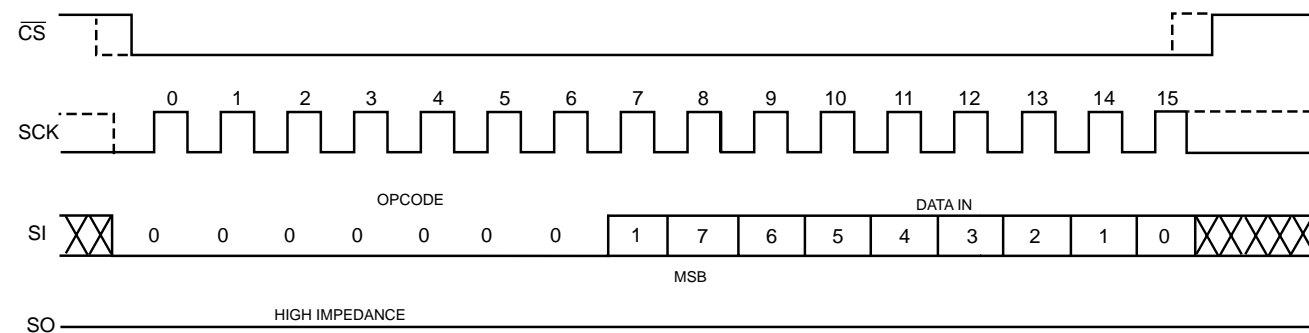 CS
0 1 2 3 4 5 6 7 8 9 10 11 12 13 14 15
SCK
OPCODE
DATA IN
SI 0 0 0 0 0 0 0 1 7 6 5 4 3 2 1 0
MSB
HIGH IMPEDANCE
SO